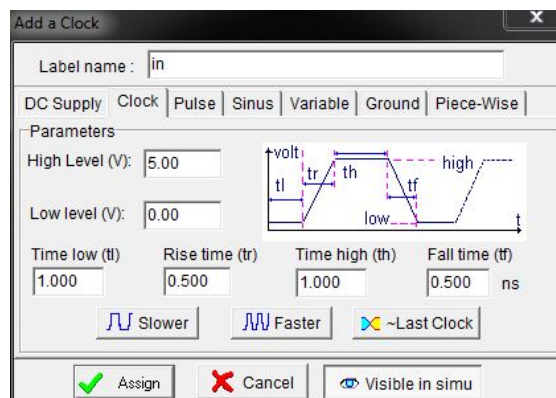 Add a Clock X
Label name : in
DC Supply Clock Pulse Sinus Variable Ground Piece-Wise
Parameters
High Level (V): 5.00
Low level (V): 0.00
volt tl tr th tf high low t
Time low (tl) Rise time (tr) Time high (th) Fall time (tf)
1.000 0.500 1.000 0.500 ns
Slower Faster ~Last Clock
Assign Cancel Visible in simu